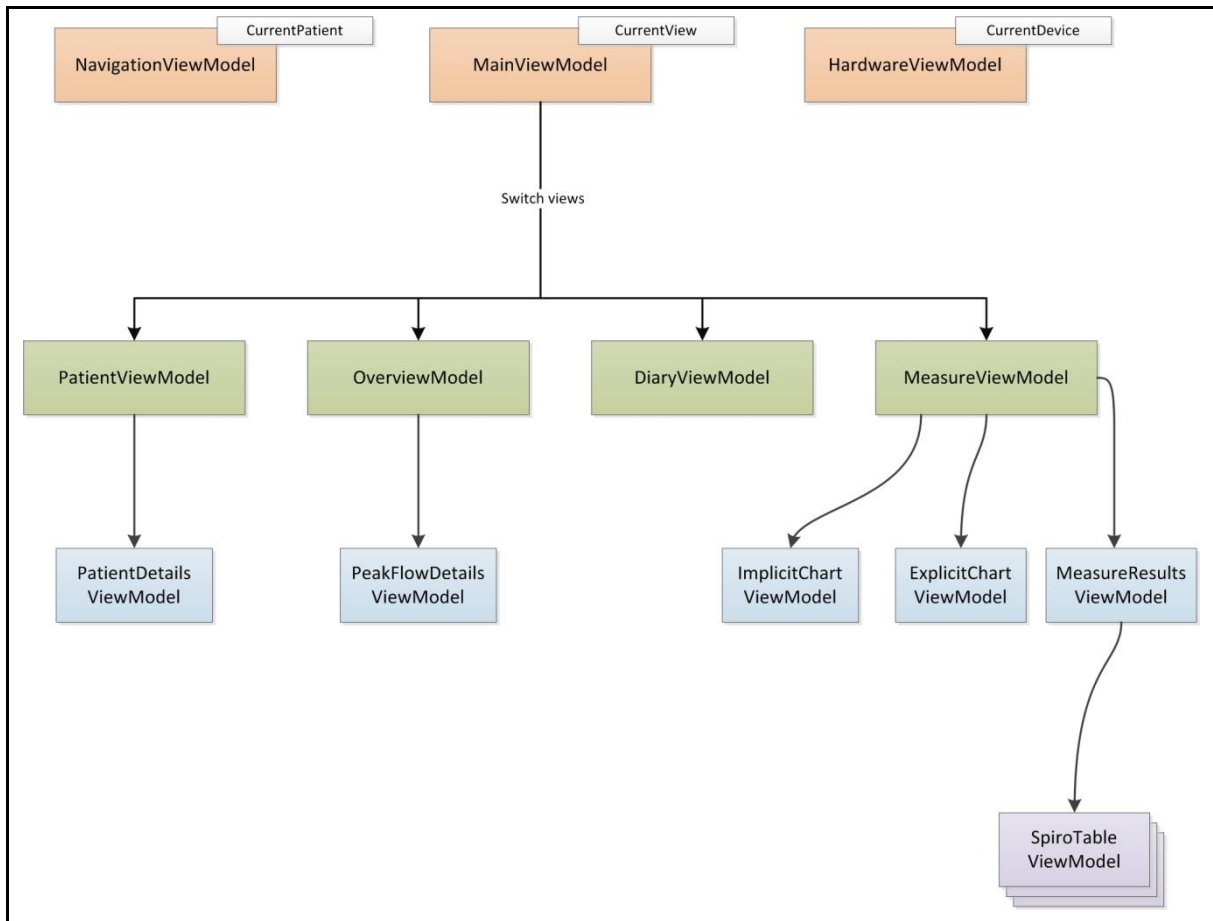 CurrentPatient
NavigationViewModel
CurrentView
MainViewModel
CurrentDevice
HardwareViewModel
Switch views
PatientViewModel
OverviewModel
DiaryViewModel
MeasureViewModel
PatientDetails
ViewModel
PeakFlowDetails
ViewModel
ImplicitChart
ViewModel
ExplicitChart
ViewModel
MeasureResults
ViewModel
SpiroTable
ViewModel